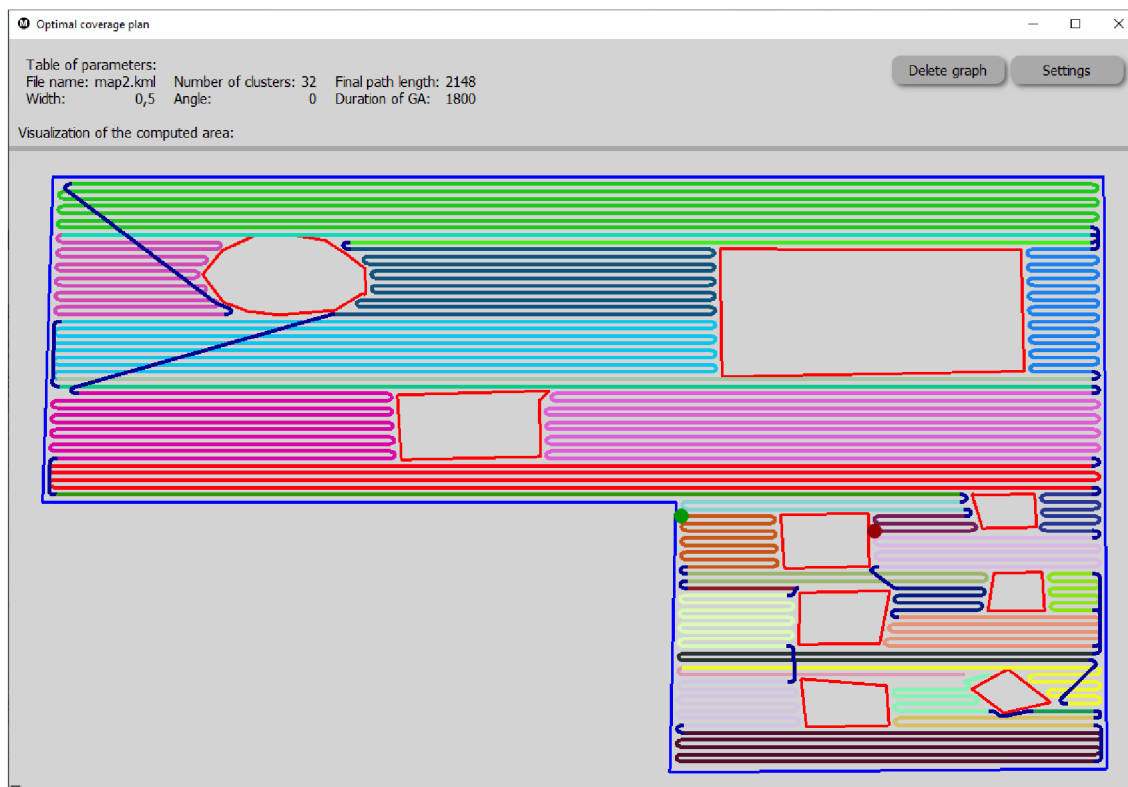 Optimal coverage plan
Table of parameters:
File name: map2.kml Number of clusters: 32 Final path length: 2148
Width: 0,5 Angle: 0 Duration of GA: 1800
Delete graph Settings
Visualization of the computed area: